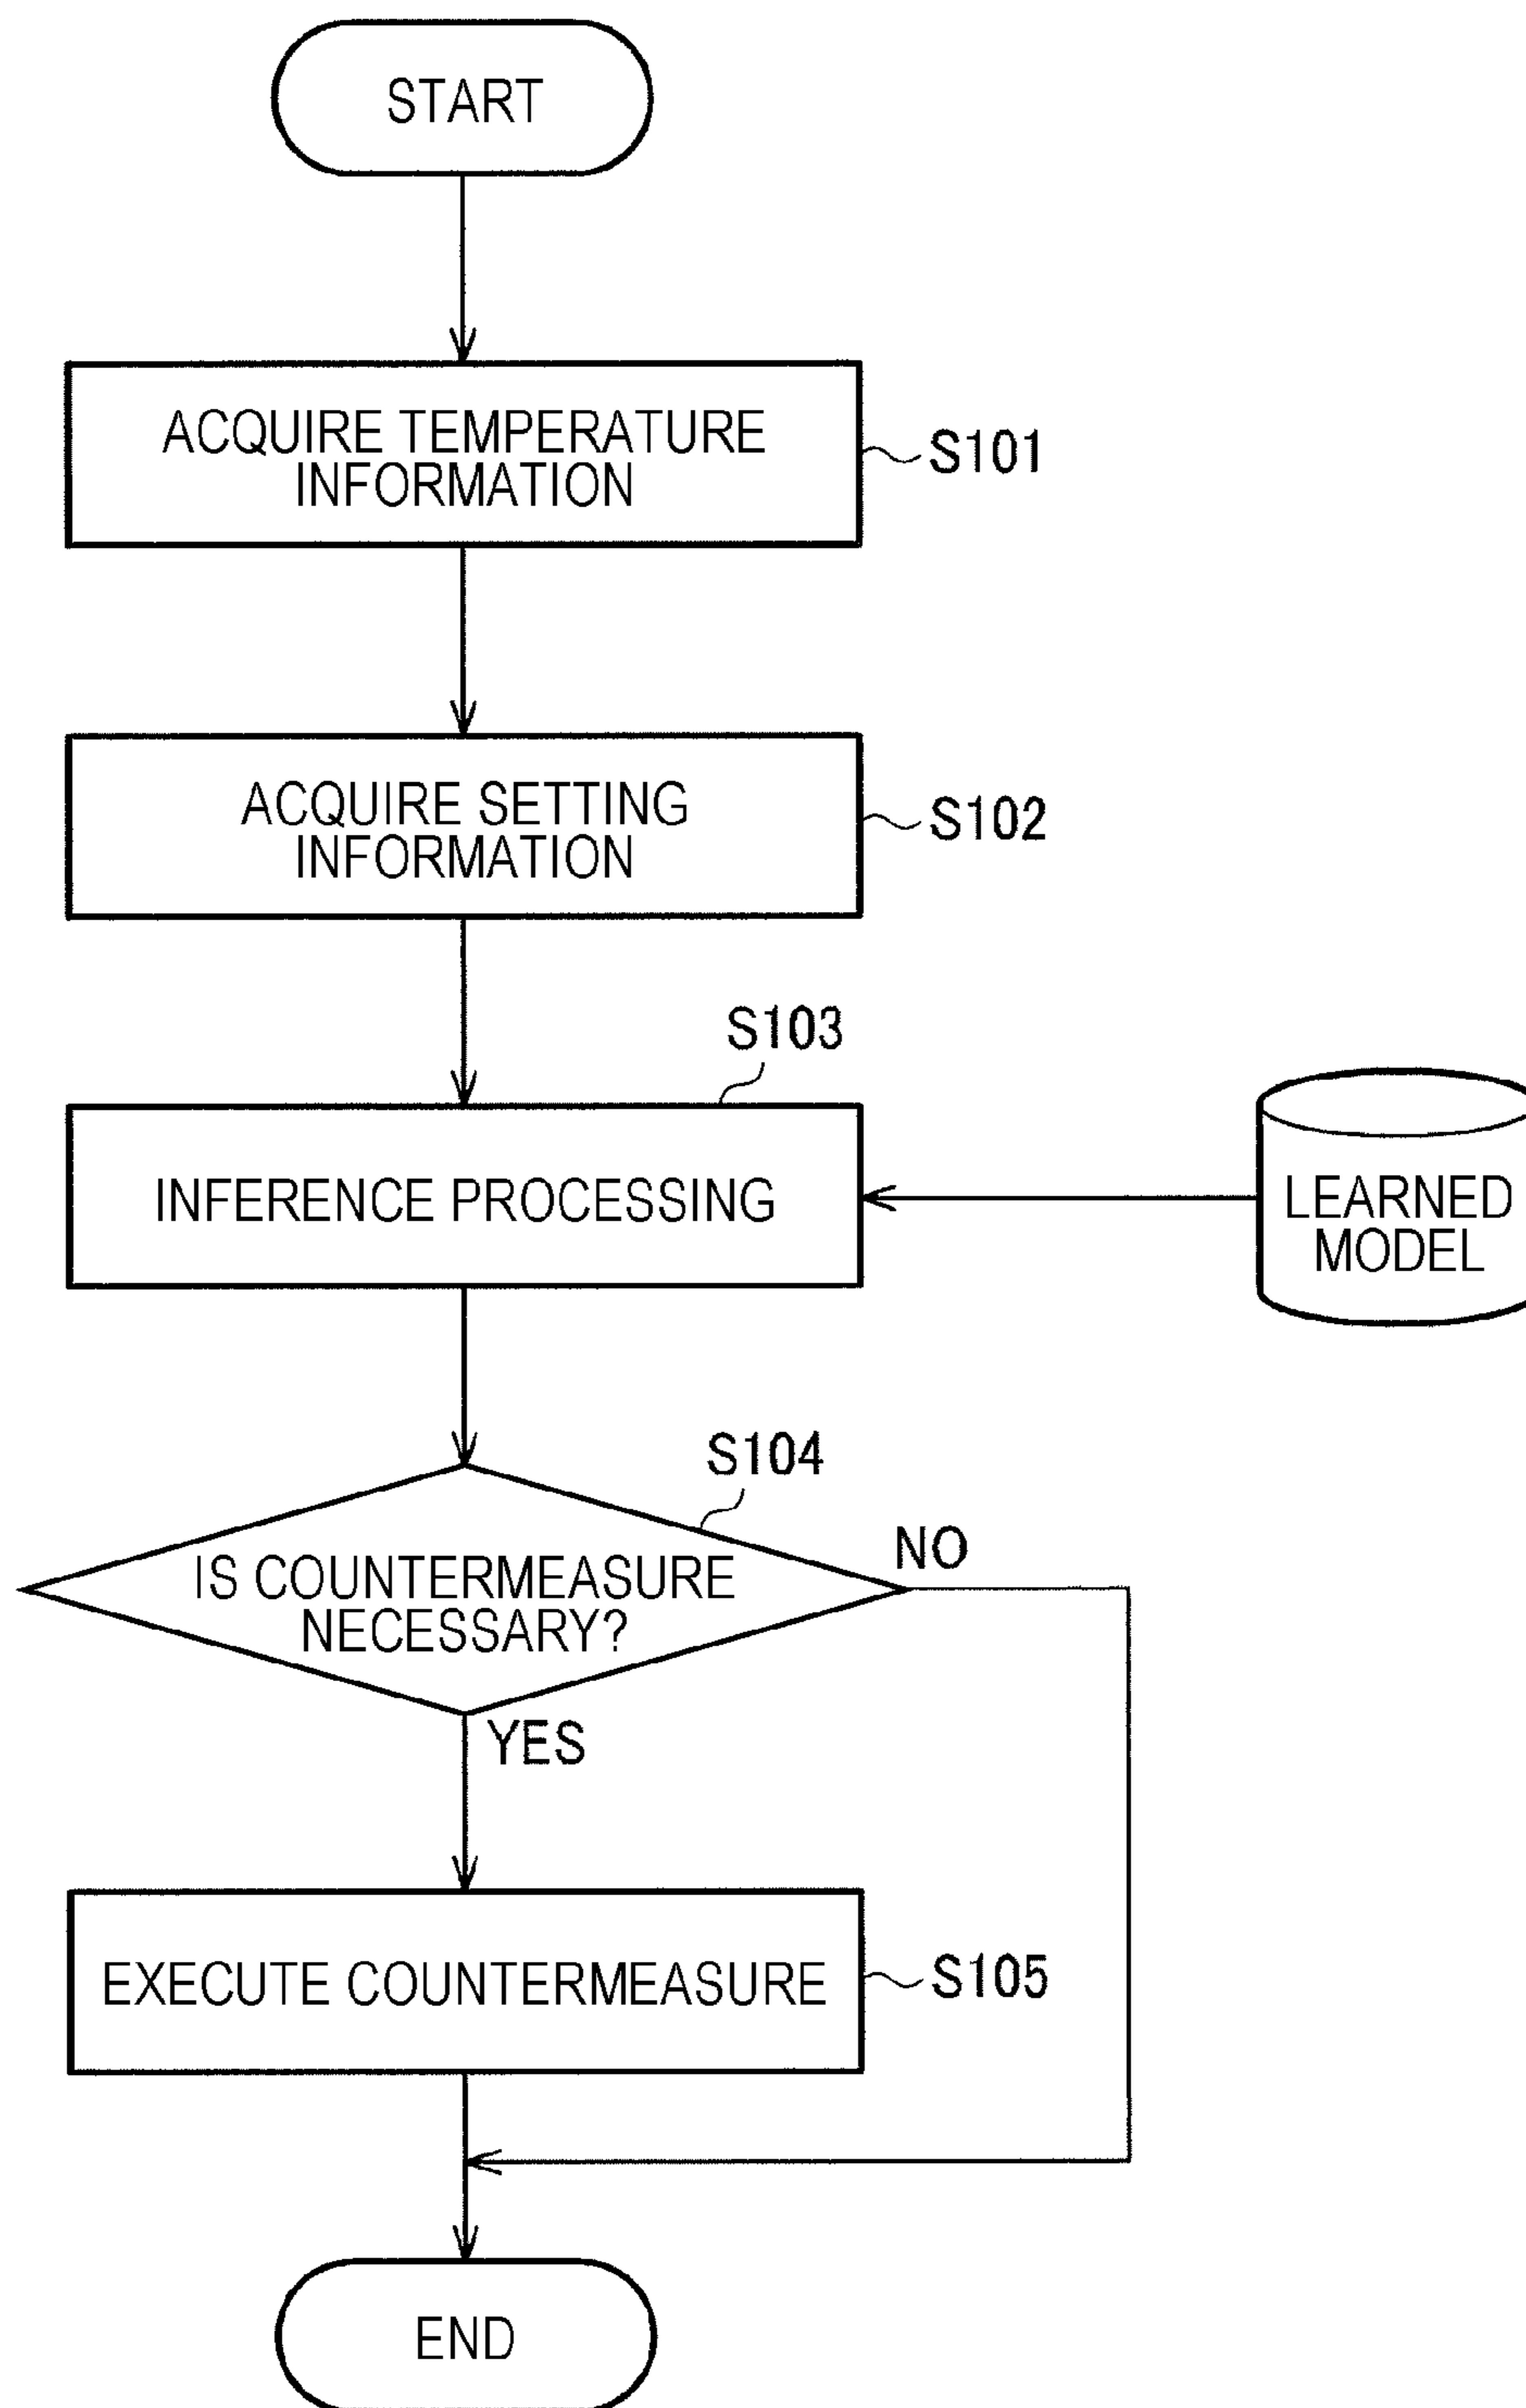 START
ACQUIRE TEMPERATURE
INFORMATION
S101
ACQUIRE SETTING
INFORMATION
S102
S103
INFERENCE PROCESSING
LEARNED
MODEL
S104
IS COUNTERMEASURE
NECESSARY?
NO
YES
EXECUTE COUNTERMEASURE
S105
END